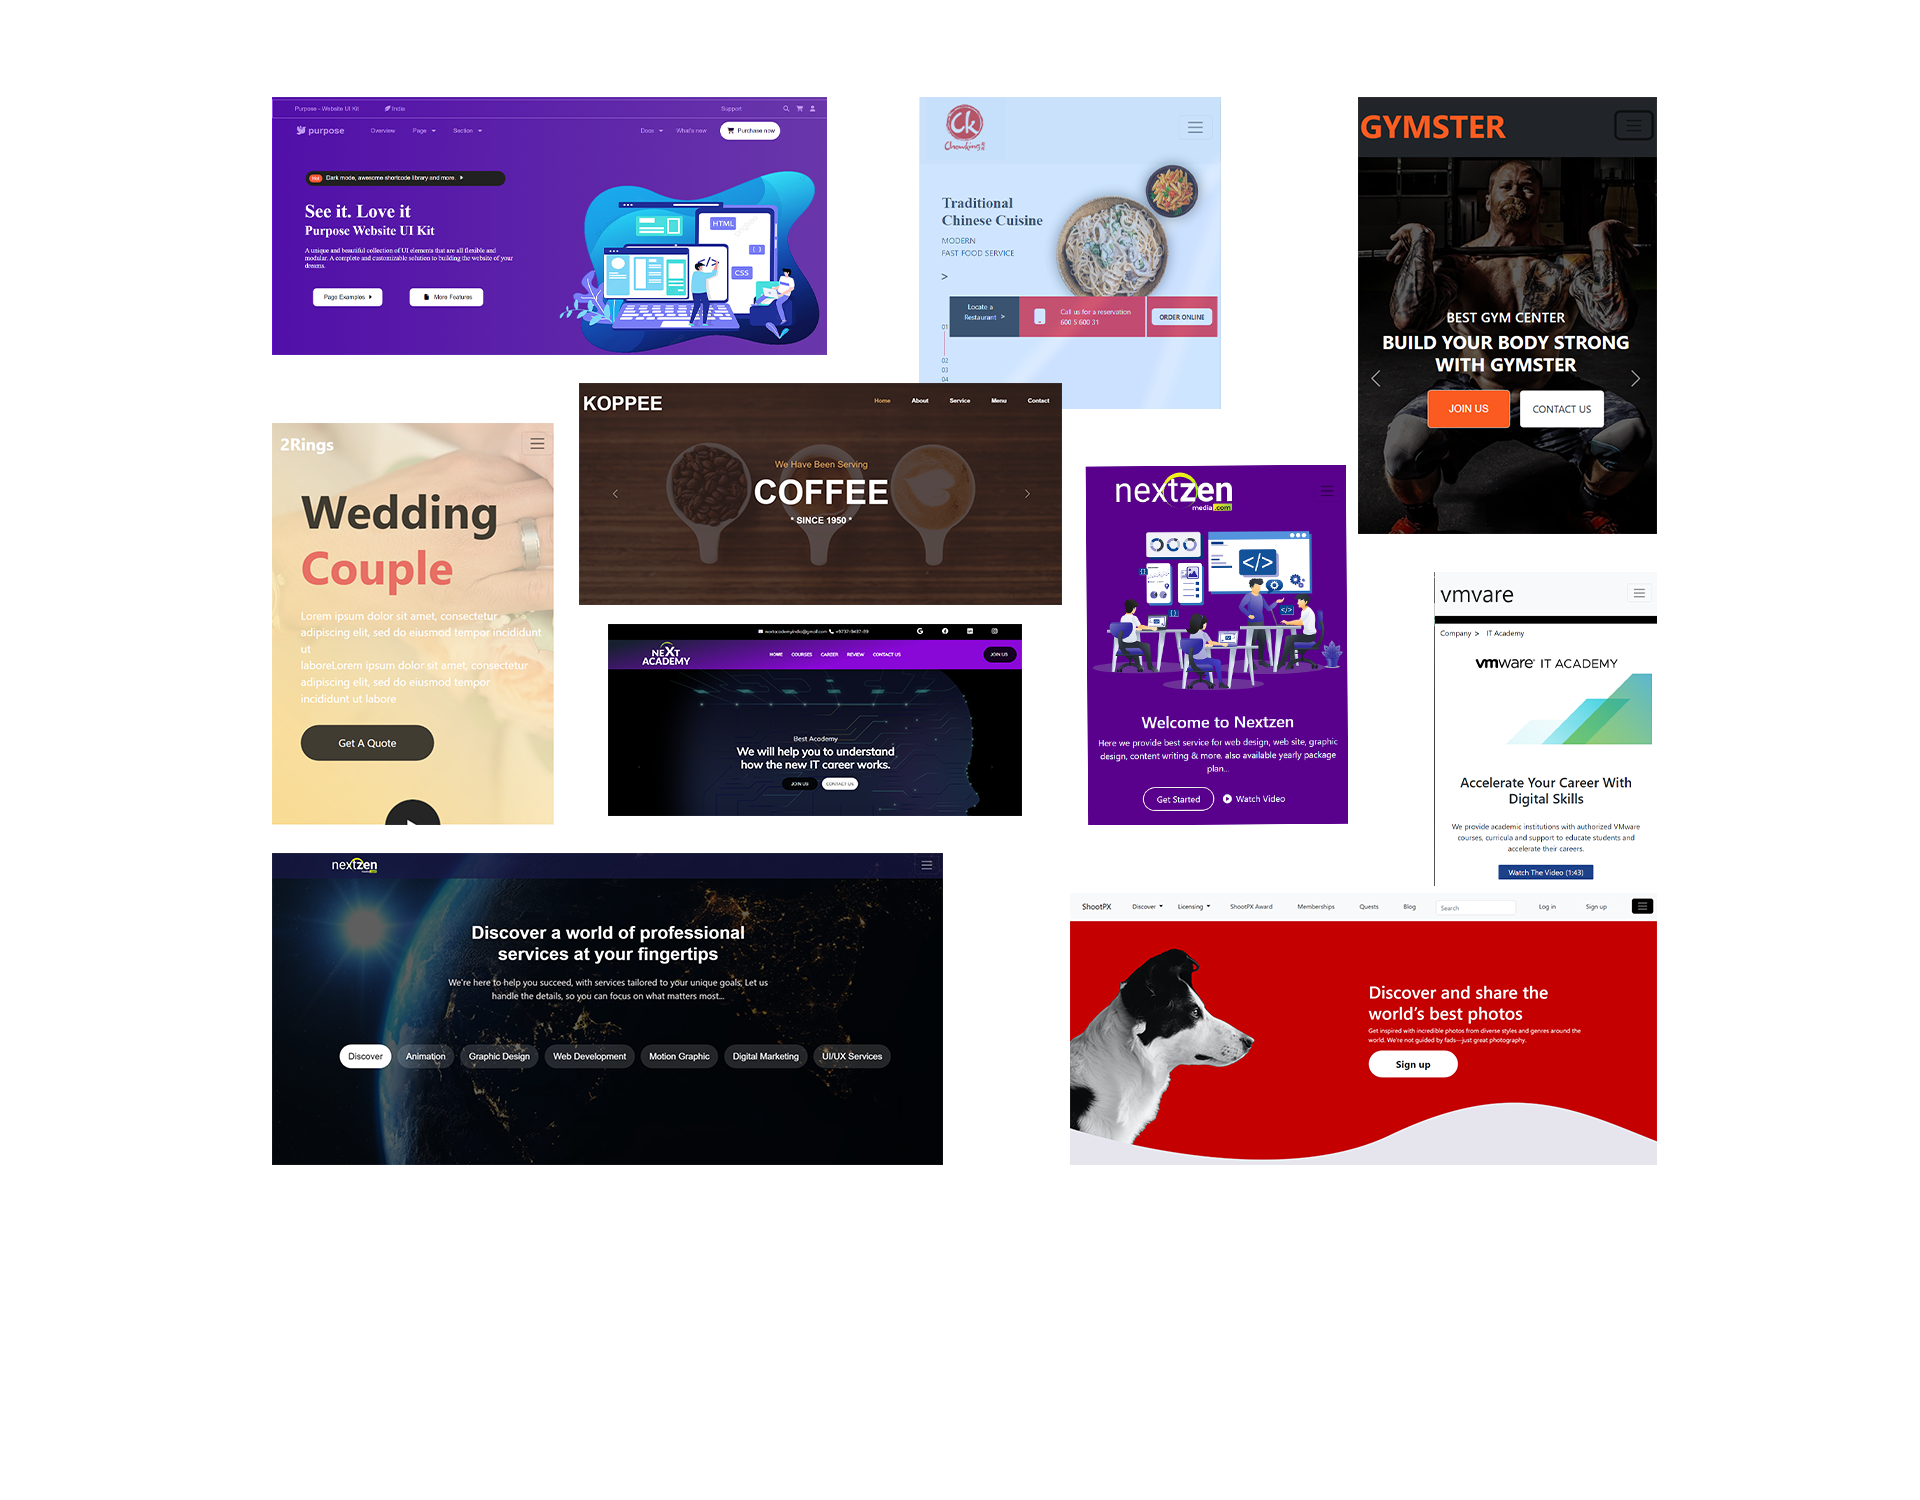 Purpose - Website UI Kit
India
Support
purpose
Overview
Page
Section
Docs
What's new
Purchase now
Hot
Dark mode, awesome shortcode library and more.
See it. Love it
Purpose Website UI Kit
A unique and beautiful collection of UI elements that are all flexible and
modular. A complete and customizable solution to building the website of your
dreams.
Page Examples
More Features
HTML
{ }
</>
CSS
Ck
Chowking
Traditional
Chinese Cuisine
MODERN
FAST FOOD SERVICE
>
Locate a
Restaurant >
Call us for a reservation
600 5 600 31
ORDER ONLINE
01
02
03
04
GYMSTER
BEST GYM CENTER
BUILD YOUR BODY STRONG
WITH GYMSTER
JOIN US
CONTACT US
KOPPEE
Home
About
Service
Menu
Contact
We Have Been Serving
COFFEE
* SINCE 1950 *
2Rings
Wedding
Couple
Lorem ipsum dolor sit amet, consectetur
adipiscing elit, sed do eiusmod tempor incididunt
ut
laboreLorem ipsum dolor sit amet, consectetur
adipiscing elit, sed do eiusmod tempor
incididunt ut labore
Get A Quote
nextacademyindia@gmail.com
NEXT
ACADEMY
HOME
COURSES
CAREER
REVIEW
CONTACT US
JOIN US
Best Academy
We will help you to understand
how the new IT career works.
JOIN US
CONTACT US
nextzen
media.com
</>
{}
</>
{}
Welcome to Nextzen
Here we provide best service for web design, web site, graphic
design, content writing & more. also available yearly package
plan...
Get Started
Watch Video
vmvare
Company > IT Academy
vmware IT ACADEMY
Accelerate Your Career With
Digital Skills
We provide academic institutions with authorized VMware
courses, curricula and support to educate students and
accelerate their careers.
Watch The Video (1:43)
nextzen
Discover a world of professional
services at your fingertips
We're here to help you succeed, with services tailored to your unique goals. Let us
handle the details, so you can focus on what matters most...
Discover
Animation
Graphic Design
Web Development
Motion Graphic
Digital Marketing
UI/UX Services
ShootPX
Discover
Licensing
ShootPX Award
Memberships
Quests
Blog
Search
Log in
Sign up
Discover and share the
world's best photos
Get inspired with incredible photos from diverse styles and genres around the
world. We're not guided by fads—just great photography.
Sign up